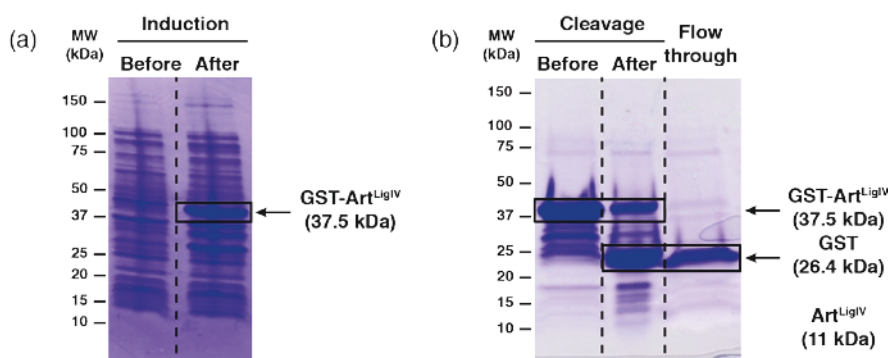 (a)
MW
(kDa)
Induction
Before After
150
100
75
50
37
25
20
15
10
GST-Art^LigIV
(37.5 kDa)
(b)
MW
(kDa)
Cleavage
Before After
Flow
through
150
100
75
50
37
25
20
15
10
GST-Art^LigIV
(37.5 kDa)
GST
(26.4 kDa)
Art^LigIV
(11 kDa)